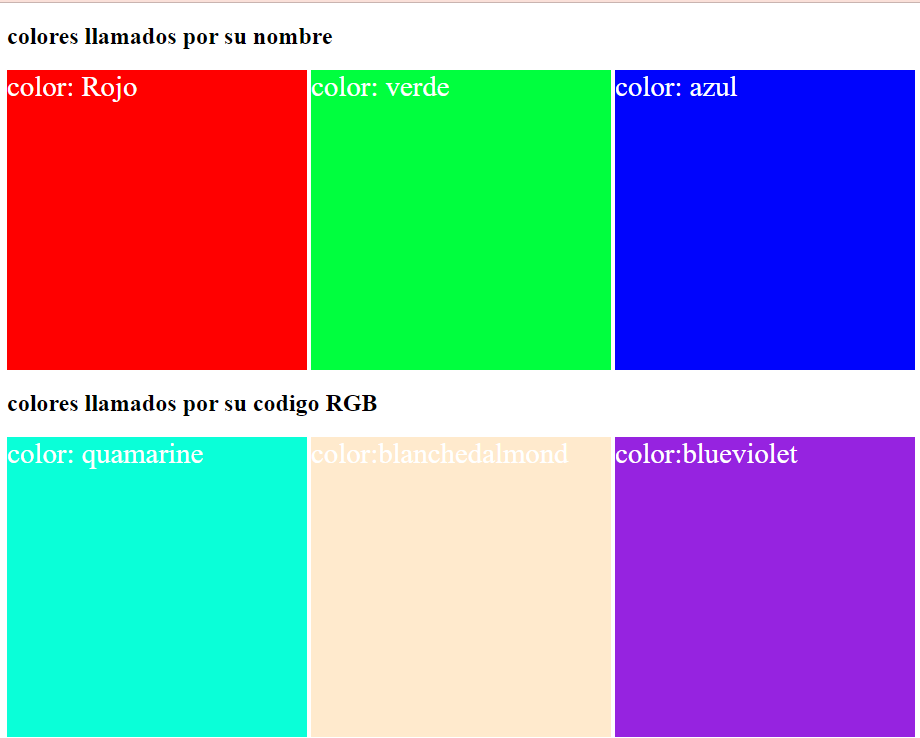 colores llamados por su nombre
color: Rojo
color: verde
color: azul
colores llamados por su codigo RGB
color: quamarine
color:blanchedalmond
color:blueviolet